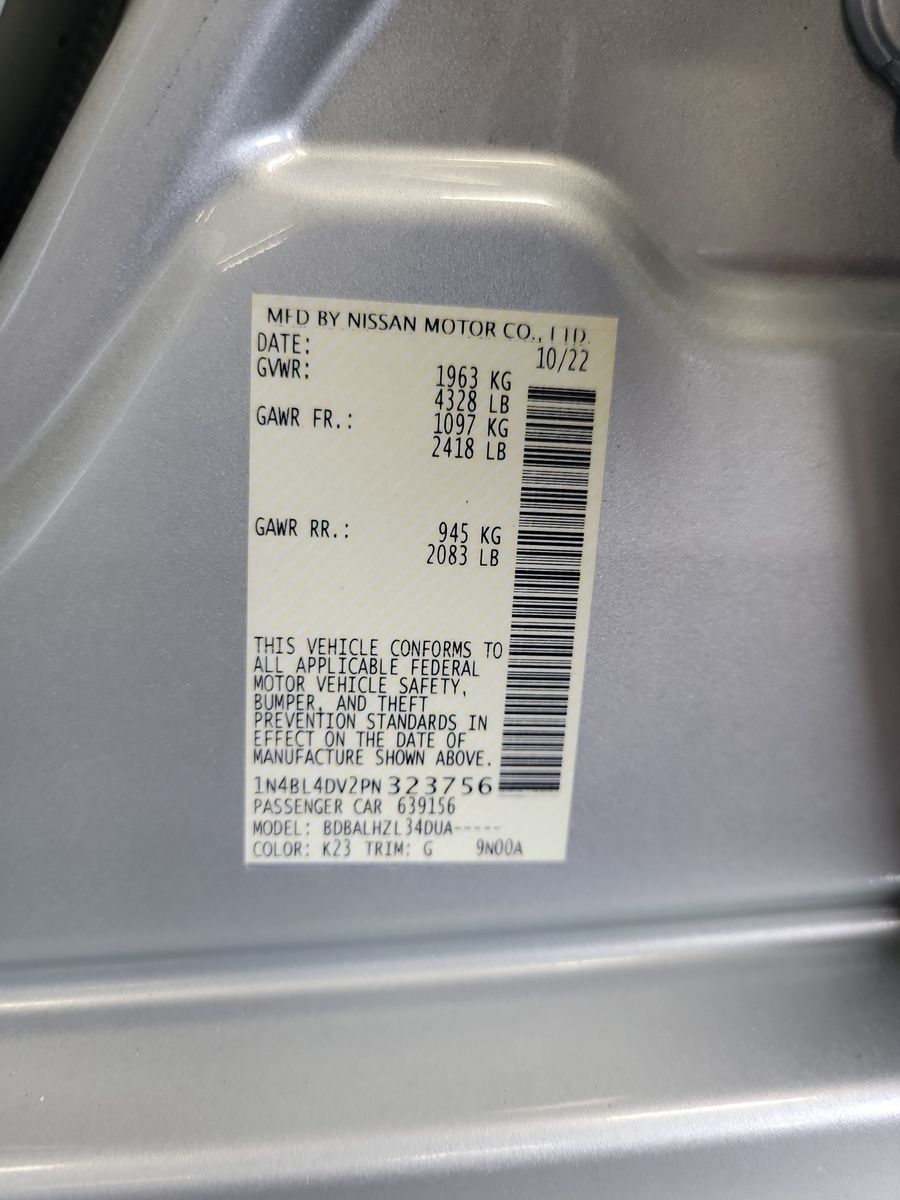 MFD BY NISSAN MOTOR CO., LTD.
DATE: 10/22
GVWR: 1963 KG
4328 LB
GAWR FR.: 1097 KG
2418 LB
GAWR RR.: 945 KG
2083 LB
THIS VEHICLE CONFORMS TO
ALL APPLICABLE FEDERAL
MOTOR VEHICLE SAFETY,
BUMPER, AND THEFT
PREVENTION STANDARDS IN
EFFECT ON THE DATE OF
MANUFACTURE SHOWN ABOVE.
1N4BL4DV2PN 323756
PASSENGER CAR 639156
MODEL: BDBALHZL34DUA-----
COLOR: K23 TRIM: G 9N00A